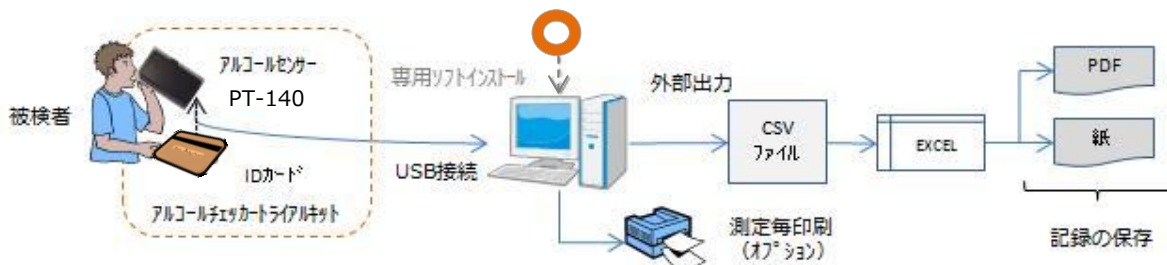 被検者
アルコールセンサー
PT-140
IDカード
アルコールチェッカートライアルキット
専用ソフトインストール
USB接続
外部出力
CSV
ファイル
EXCEL
PDF
紙
測定毎印刷
(オプション)
記録の保存